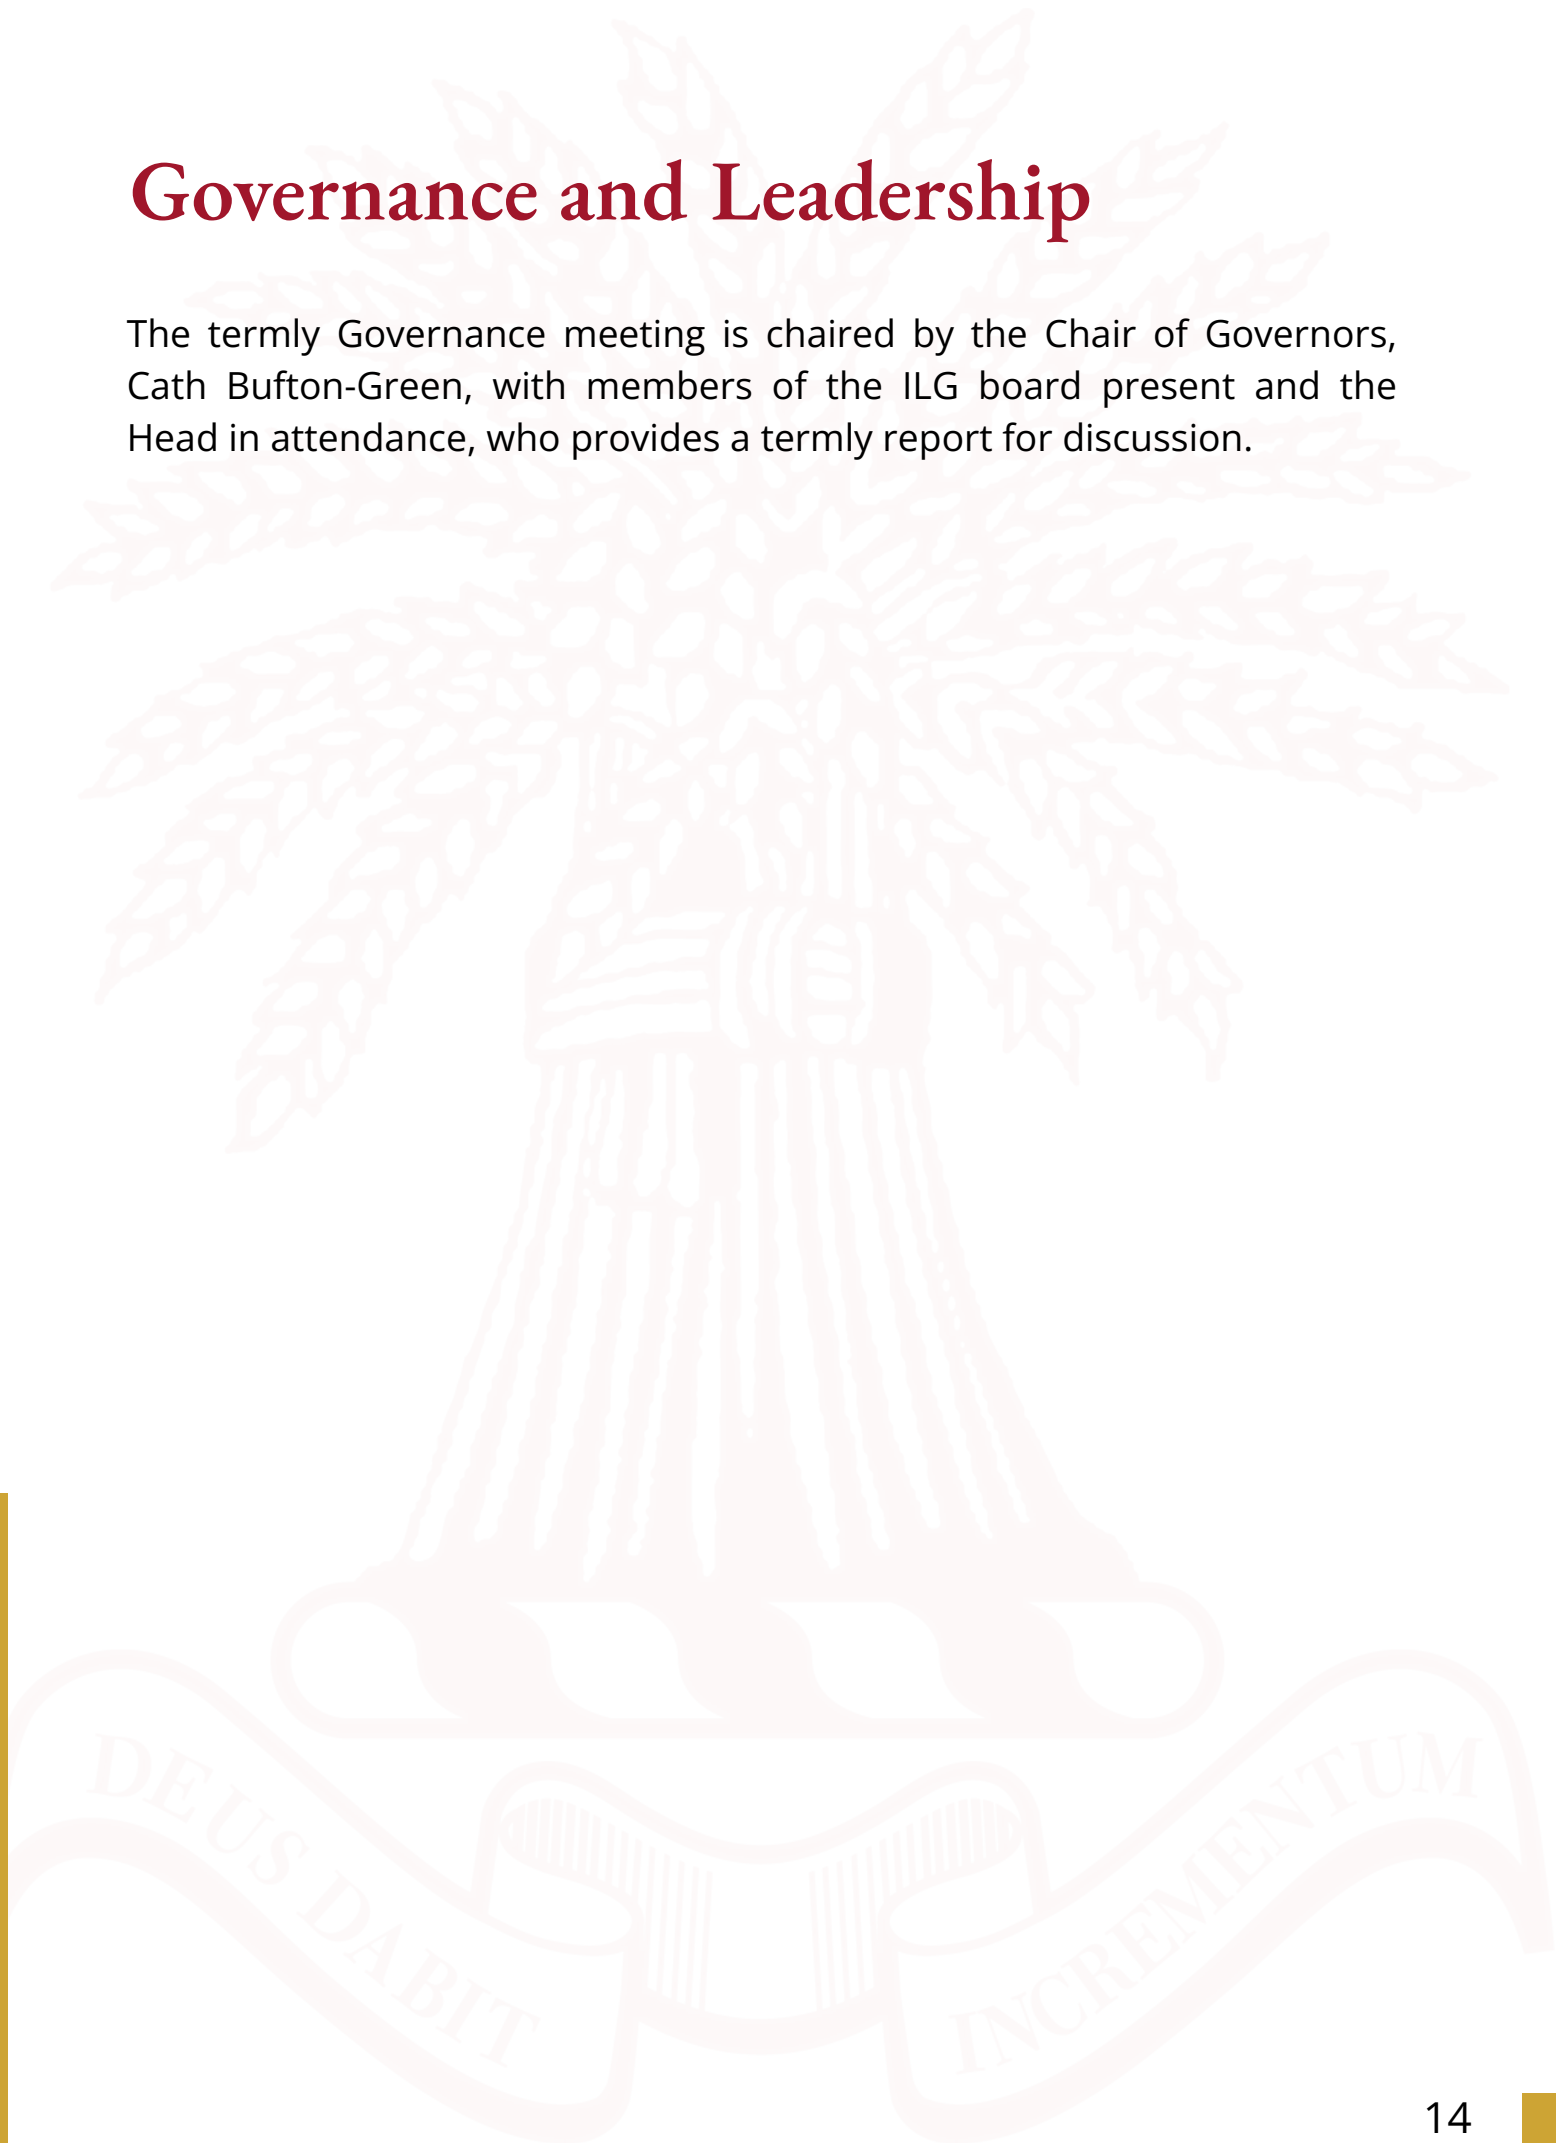 Governance and Leadership
The termly Governance meeting is chaired by the Chair of Governors,
Cath Bufton-Green, with members of the ILG board present and the
Head in attendance, who provides a termly report for discussion.
DEUS DABIT INCREMENTUM
14